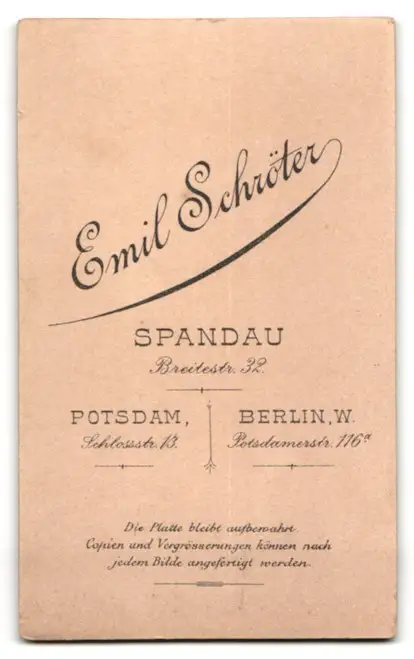 Emil Schröter
SPANDAU
Breitestr. 32.
POTSDAM,
Schlossstr. 13.
BERLIN, W.
Potsdamerstr. 116a
Die Platte bleibt aufbewahrt.
Copien und Vergrösserungen können nach
jedem Bilde angefertigt werden.